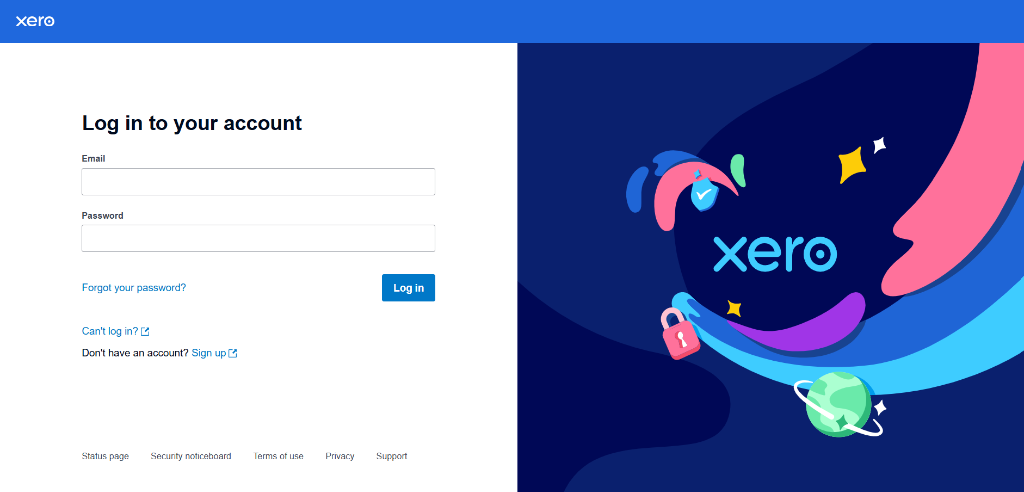 xero
Log in to your account
Email
Password
Forgot your password?
Log in
Can't log in?
Don't have an account? Sign up
Status page
Security noticeboard
Terms of use
Privacy
Support
xero